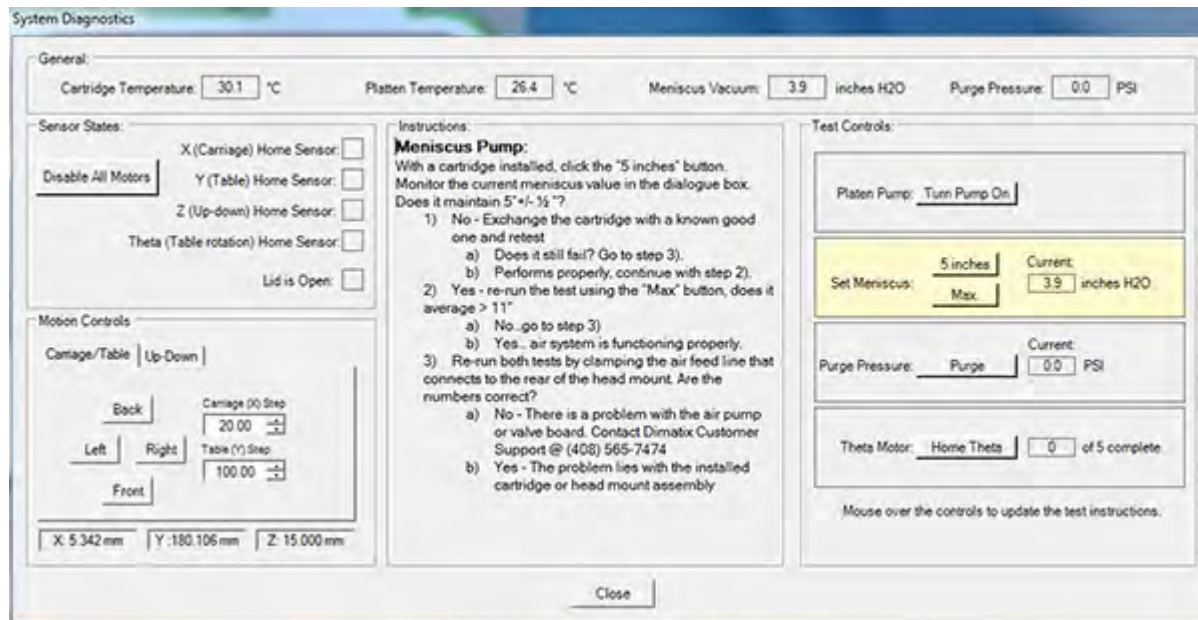 System Diagnostics
General:
Cartridge Temperature: 30.1 °C Platten Temperature: 26.4 °C Meniscus Vacuum: 3.9 inches H2O Purge Pressure: 0.0 PSI
Sensor States:
X (Carriage) Home Sensor:
Disable All Motors
Y (Table) Home Sensor:
Z (Up-down) Home Sensor:
Theta (Table rotation) Home Sensor:
Lid is Open:
Motion Controls
Carriage/Table Up-Down
Back
Left Right
Front
Carriage (X) Step
20.00
Table (Y) Step
100.00
X: 5.342 mm Y :180.106 mm Z: 15.000 mm
Instructions:
Meniscus Pump:
With a cartridge installed, click the "5 inches" button.
Monitor the current meniscus value in the dialogue box.
Does it maintain 5"+/- ½ "?
1) No - Exchange the cartridge with a known good
one and retest
a) Does it still fail? Go to step 3).
b) Performs properly, continue with step 2).
2) Yes - re-run the test using the "Max" button, does it
average > 11"
a) No..go to step 3)
b) Yes... air system is functioning properly.
3) Re-run both tests by clamping the air feed line that
connects to the rear of the head mount. Are the
numbers correct?
a) No - There is a problem with the air pump
or valve board. Contact Dimatix Customer
Support @ (408) 565-7474
b) Yes - The problem lies with the installed
cartridge or head mount assembly
Test Controls:
Platen Pump: Turn Pump On
Set Meniscus: 5 inches Max.
Current:
3.9 inches H2O
Purge Pressure: Purge
Current:
0.0 PSI
Theta Motor: Home Theta 0 of 5 complete.
Mouse over the controls to update the test instructions.
Close